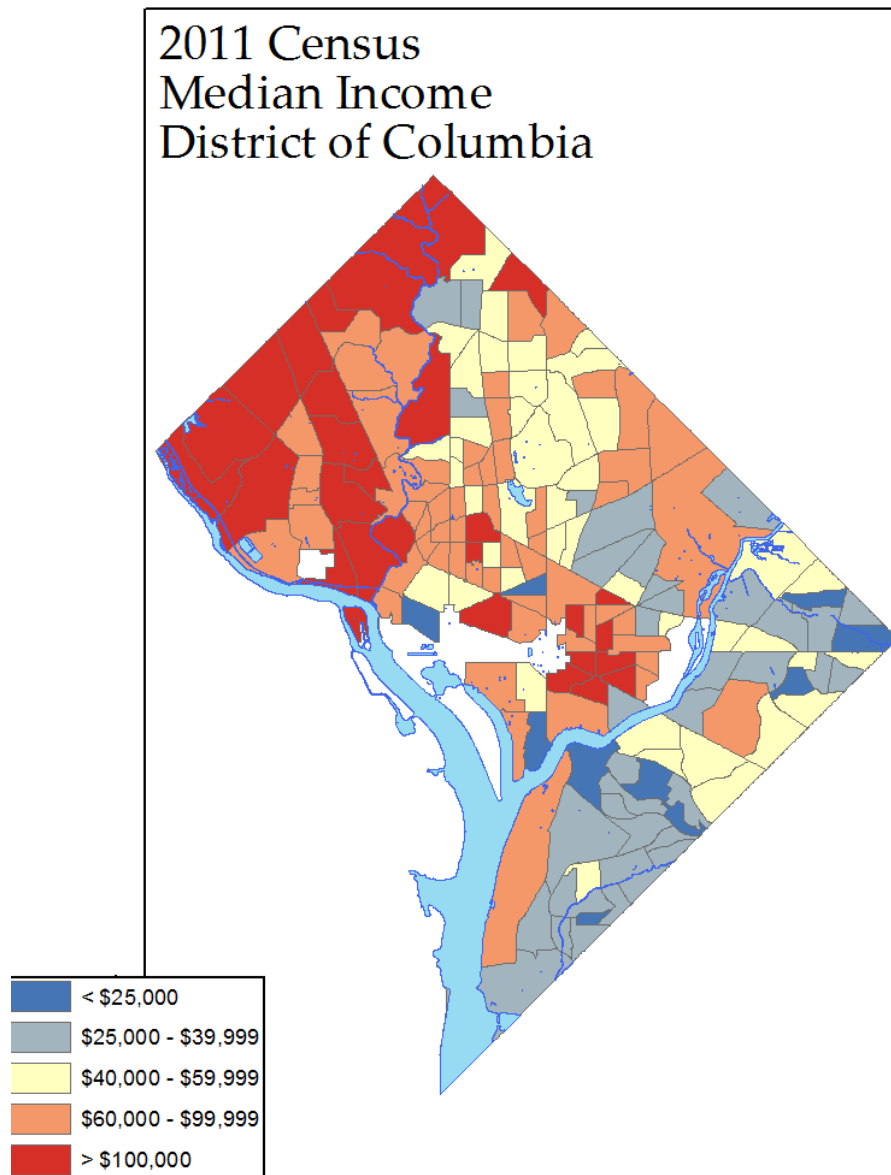 2011 Census
Median Income
District of Columbia
< $25,000
$25,000 - $39,999
$40,000 - $59,999
$60,000 - $99,999
> $100,000